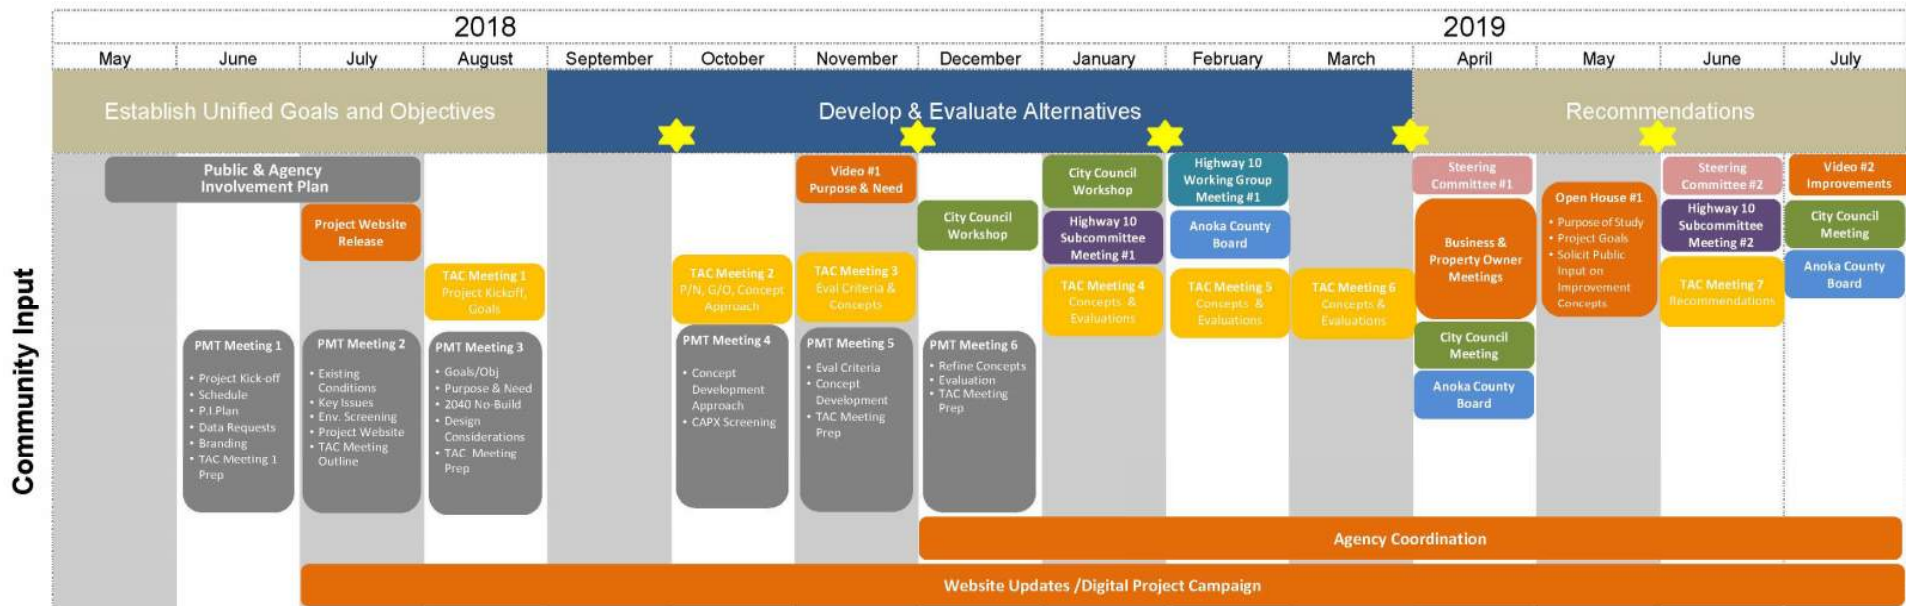 2018
2019
May
June
July
August
September
October
November
December
January
February
March
April
May
June
July
Establish Unified Goals and Objectives
Develop & Evaluate Alternatives
Recommendations
Community Input
Public & Agency
Involvement Plan
Project Website
Release
TAC Meeting 1
Project Kickoff,
Goals
PMT Meeting 1
• Project Kick-off
• Schedule
• P.I.Plan
• Data Requests
• Branding
• TAC Meeting 1
Prep
PMT Meeting 2
• Existing
Conditions
• Key Issues
• Env. Screening
• Project Website
• TAC Meeting
Outline
PMT Meeting 3
• Goals/Obj
• Purpose & Need
• 2040 No-Build
• Design
Considerations
• TAC Meeting
Prep
TAC Meeting 2
P/N, G/O, Concept
Approach
PMT Meeting 4
• Concept
Development
Approach
• CAPX Screening
Video #1
Purpose & Need
TAC Meeting 3
Eval Criteria &
Concepts
PMT Meeting 5
• Eval Criteria
• Concept
Development
• TAC Meeting
Prep
City Council
Workshop
PMT Meeting 6
• Refine Concepts
• Evaluation
• TAC Meeting
Prep
City Council
Workshop
Highway 10
Subcommittee
Meeting #1
TAC Meeting 4
Concepts &
Evaluations
Highway 10
Working Group
Meeting #1
Anoka County
Board
TAC Meeting 5
Concepts &
Evaluations
TAC Meeting 6
Concepts &
Evaluations
Steering
Committee #1
Business &
Property Owner
Meetings
City Council
Meeting
Anoka County
Board
Open House #1
• Purpose of Study
• Project Goals
• Solicit Public
Input on
Improvement
Concepts
Steering
Committee #2
Highway 10
Subcommittee
Meeting #2
TAC Meeting 7
Recommendations
Video #2
Improvements
City Council
Meeting
Anoka County
Board
Agency Coordination
Website Updates /Digital Project Campaign